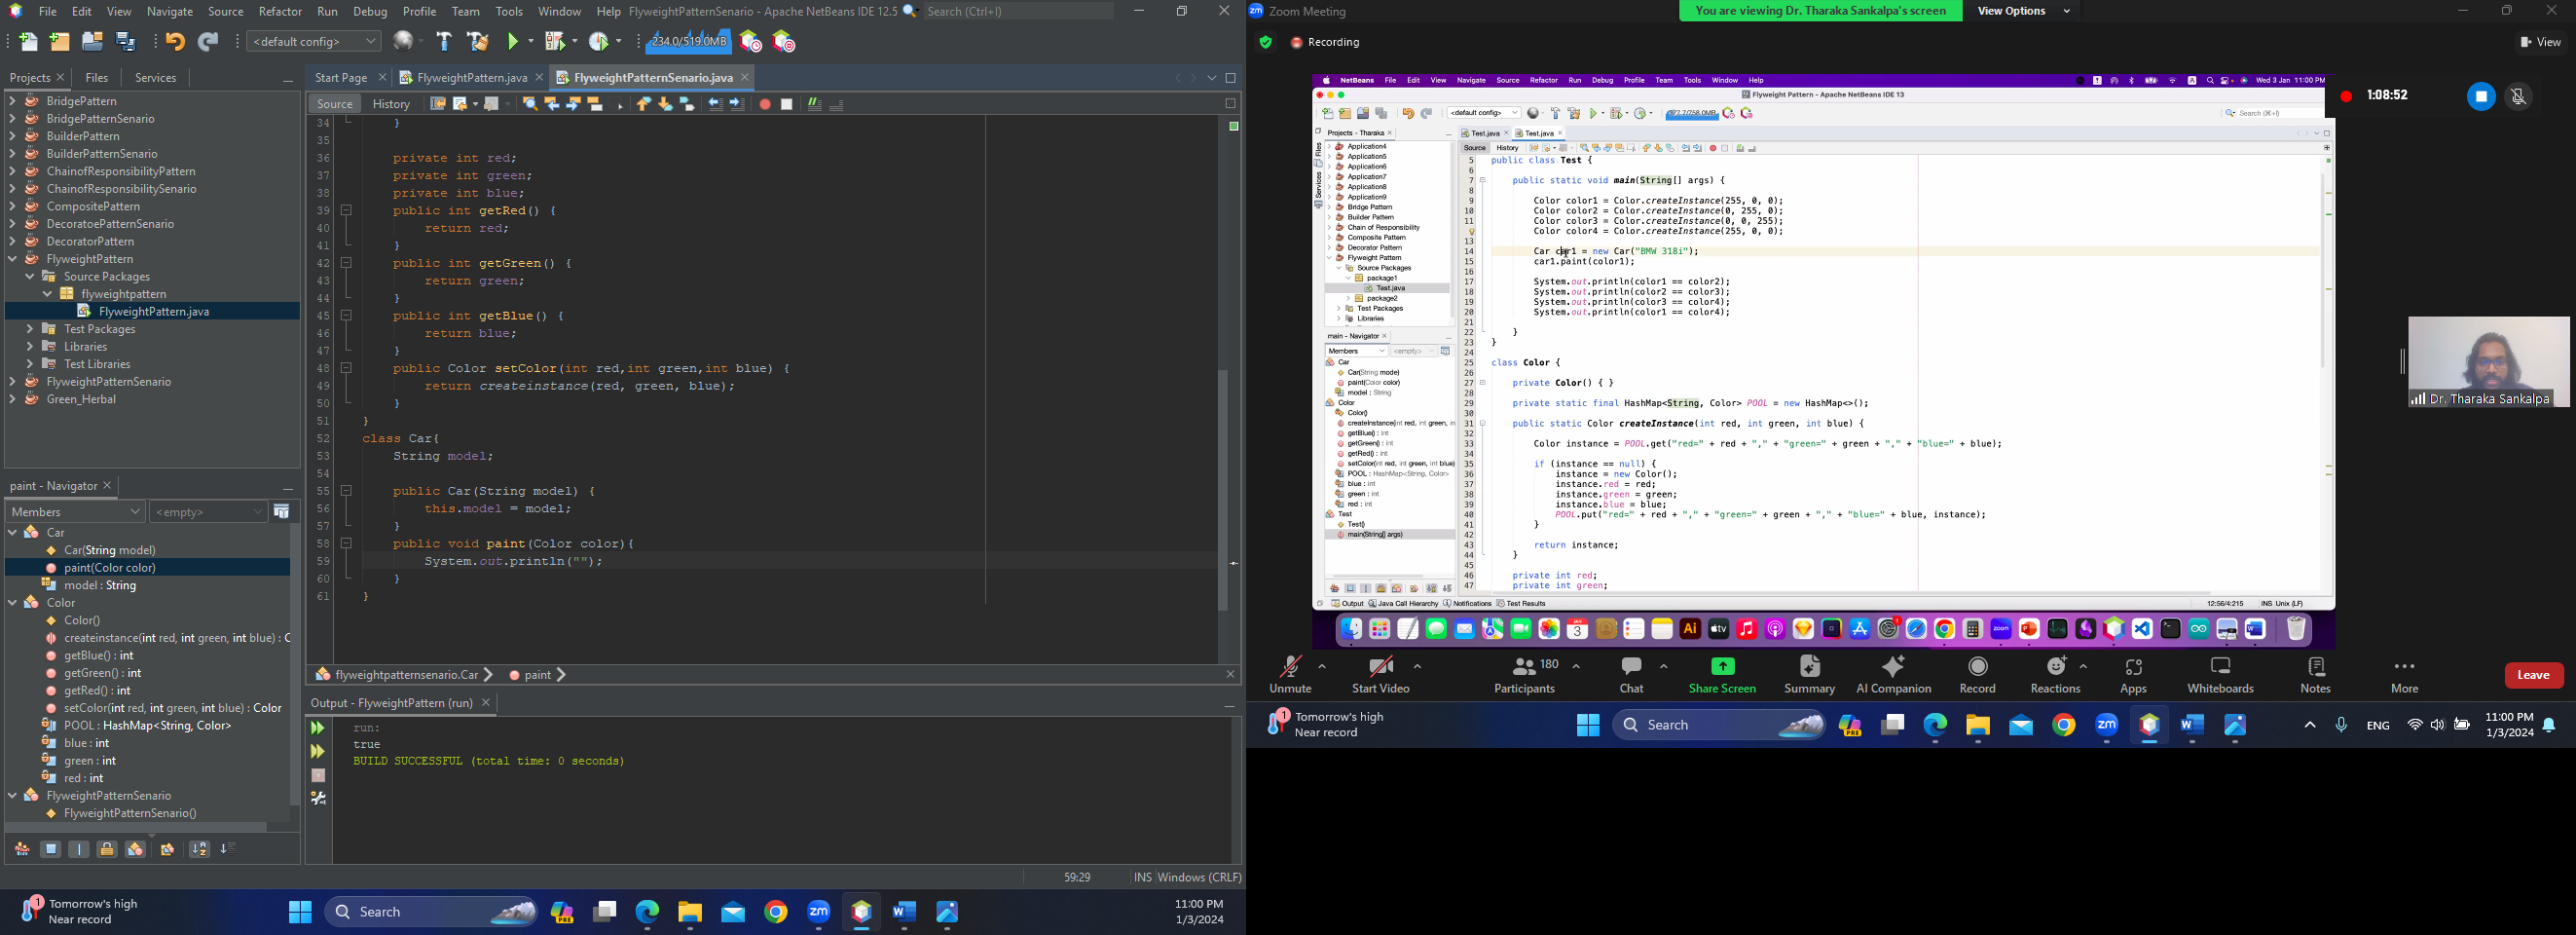 File Edit View Navigate Source Refactor Run Debug Profile Team Tools Window Help FlyweightPatternSenario - Apache NetBeans IDE 12.5 Search (Ctrl+I)
<default config> 234.0/519.0MB
Projects Files Services
BridgePattern
BridgePatternSenario
BuilderPattern
BuilderPatternSenario
ChainofResponsibilityPattern
ChainofResponsibilitySenario
CompositePattern
DecoratoePatternSenario
DecoratorPattern
FlyweightPattern
Source Packages
flyweightpattern
FlyweightPattern.java
Test Packages
Libraries
Test Libraries
FlyweightPatternSenario
Green_Herbal
paint - Navigator
Members <empty>
Car
Car(String model)
paint(Color color)
model : String
Color
Color()
createinstance(int red, int green, int blue) : C
getBlue() : int
getGreen() : int
getRed() : int
setColor(int red, int green, int blue) : Color
POOL : HashMap<String, Color>
blue : int
green : int
red : int
FlyweightPatternSenario
FlyweightPatternSenario()
Start Page FlyweightPattern.java FlyweightPatternSenario.java
Source History
34 }
35
36 private int red;
37 private int green;
38 private int blue;
39 public int getRed() {
40 return red;
41 }
42 public int getGreen() {
43 return green;
44 }
45 public int getBlue() {
46 return blue;
47 }
48 public Color setColor(int red,int green,int blue) {
49 return createinstance(red, green, blue);
50 }
51 }
52 class Car{
53 String model;
54
55 public Car(String model) {
56 this.model = model;
57 }
58 public void paint(Color color){
59 System.out.println("");
60 }
61 }
flyweightpatternsenario.Car paint
Output - FlyweightPattern (run)
run:
true
BUILD SUCCESSFUL (total time: 0 seconds)
59:29 INS Windows (CRLF)
1 Tomorrow's high
Near record
Search
PRE
zm
11:00 PM
1/3/2024
zm Zoom Meeting
You are viewing Dr. Tharaka Sankalpa's screen View Options
Recording
View
1:08:52
NetBeans File Edit View Navigate Source Refactor Run Debug Profile Team Tools Window Help Wed 3 Jan 11:00 PM
Flyweight Pattern - Apache NetBeans IDE 13
<default config> Search (⌘+I)
Projects - Tharaka
Files
Services
Application4
Application5
Application6
Application7
Application8
Application9
Bridge Pattern
Builder Pattern
Chain of Responsibility
Composite Pattern
Decorator Pattern
Flyweight Pattern
Source Packages
package1
Test.java
package2
Test Packages
Libraries
main - Navigator
Members <empty>
Car
Car(String mode)
paint(Color color)
model : String
Color
Color()
createInstance(int red, int green, in
getBlue() : int
getGreen() : int
getRed() : int
setColor(int red, int green, int blue)
POOL : HashMap<String, Color>
blue : int
green : int
red : int
Test
Test()
main(String[] args)
Test.java Test.java
Source History
5 public class Test {
6
7 public static void main(String[] args) {
8
9 Color color1 = Color.createInstance(255, 0, 0);
10 Color color2 = Color.createInstance(0, 255, 0);
11 Color color3 = Color.createInstance(0, 0, 255);
Color color4 = Color.createInstance(255, 0, 0);
13
14 Car car1 = new Car("BMW 318i");
15 car1.paint(color1);
16
17 System.out.println(color1 == color2);
18 System.out.println(color2 == color3);
19 System.out.println(color3 == color4);
20 System.out.println(color1 == color4);
21
22 }
23 }
24
25 class Color {
26
27 private Color() { }
28
29 private static final HashMap<String, Color> POOL = new HashMap<>();
30
31 public static Color createInstance(int red, int green, int blue) {
32
33 Color instance = POOL.get("red=" + red + "," + "green=" + green + "," + "blue=" + blue);
34
35 if (instance == null) {
36 instance = new Color();
37 instance.red = red;
38 instance.green = green;
39 instance.blue = blue;
40 POOL.put("red=" + red + "," + "green=" + green + "," + "blue=" + blue, instance);
41 }
42
43 return instance;
44 }
45
46 private int red;
47 private int green;
Output Java Call Hierarchy Notifications Test Results 12:56/4:215 INS Unix (LF)
Dr. Tharaka Sankalpa
Unmute Start Video Participants 180 Chat Share Screen Summary AI Companion Record Reactions Apps Whiteboards Notes More Leave
1 Tomorrow's high
Near record
Search
PRE
zm
ENG
11:00 PM
1/3/2024